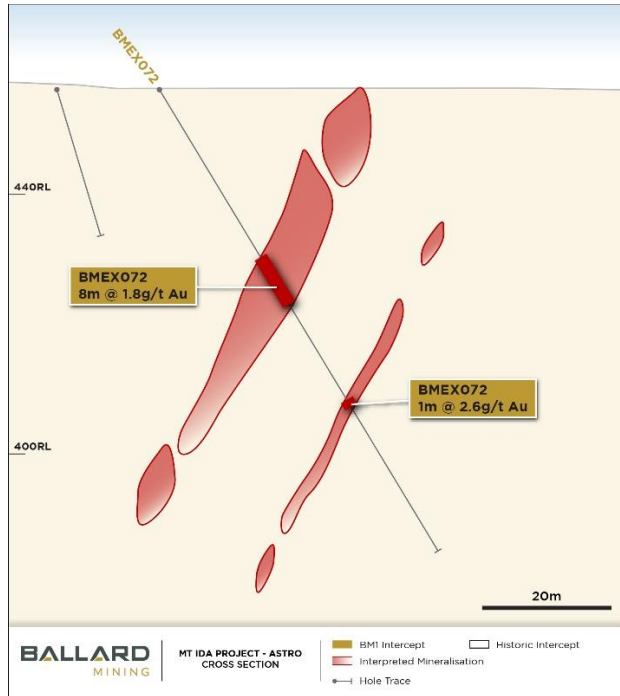 BMEX072
440RL
BMEX072
8m @ 1.8g/t Au
BMEX072
1m @ 2.6g/t Au
400RL
20m
BALLARD
MINING
MT IDA PROJECT - ASTRO
CROSS SECTION
BM1 Intercept
Historic Intercept
Interpreted Mineralisation
Hole Trace